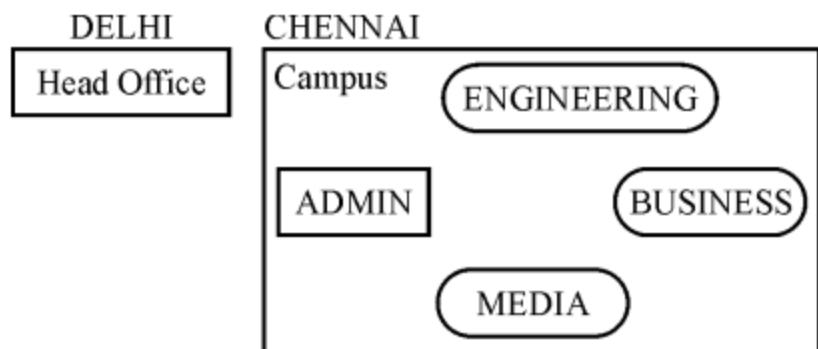 DELHI CHENNAI
Head Office
Campus
ENGINEERING
ADMIN
BUSINESS
MEDIA